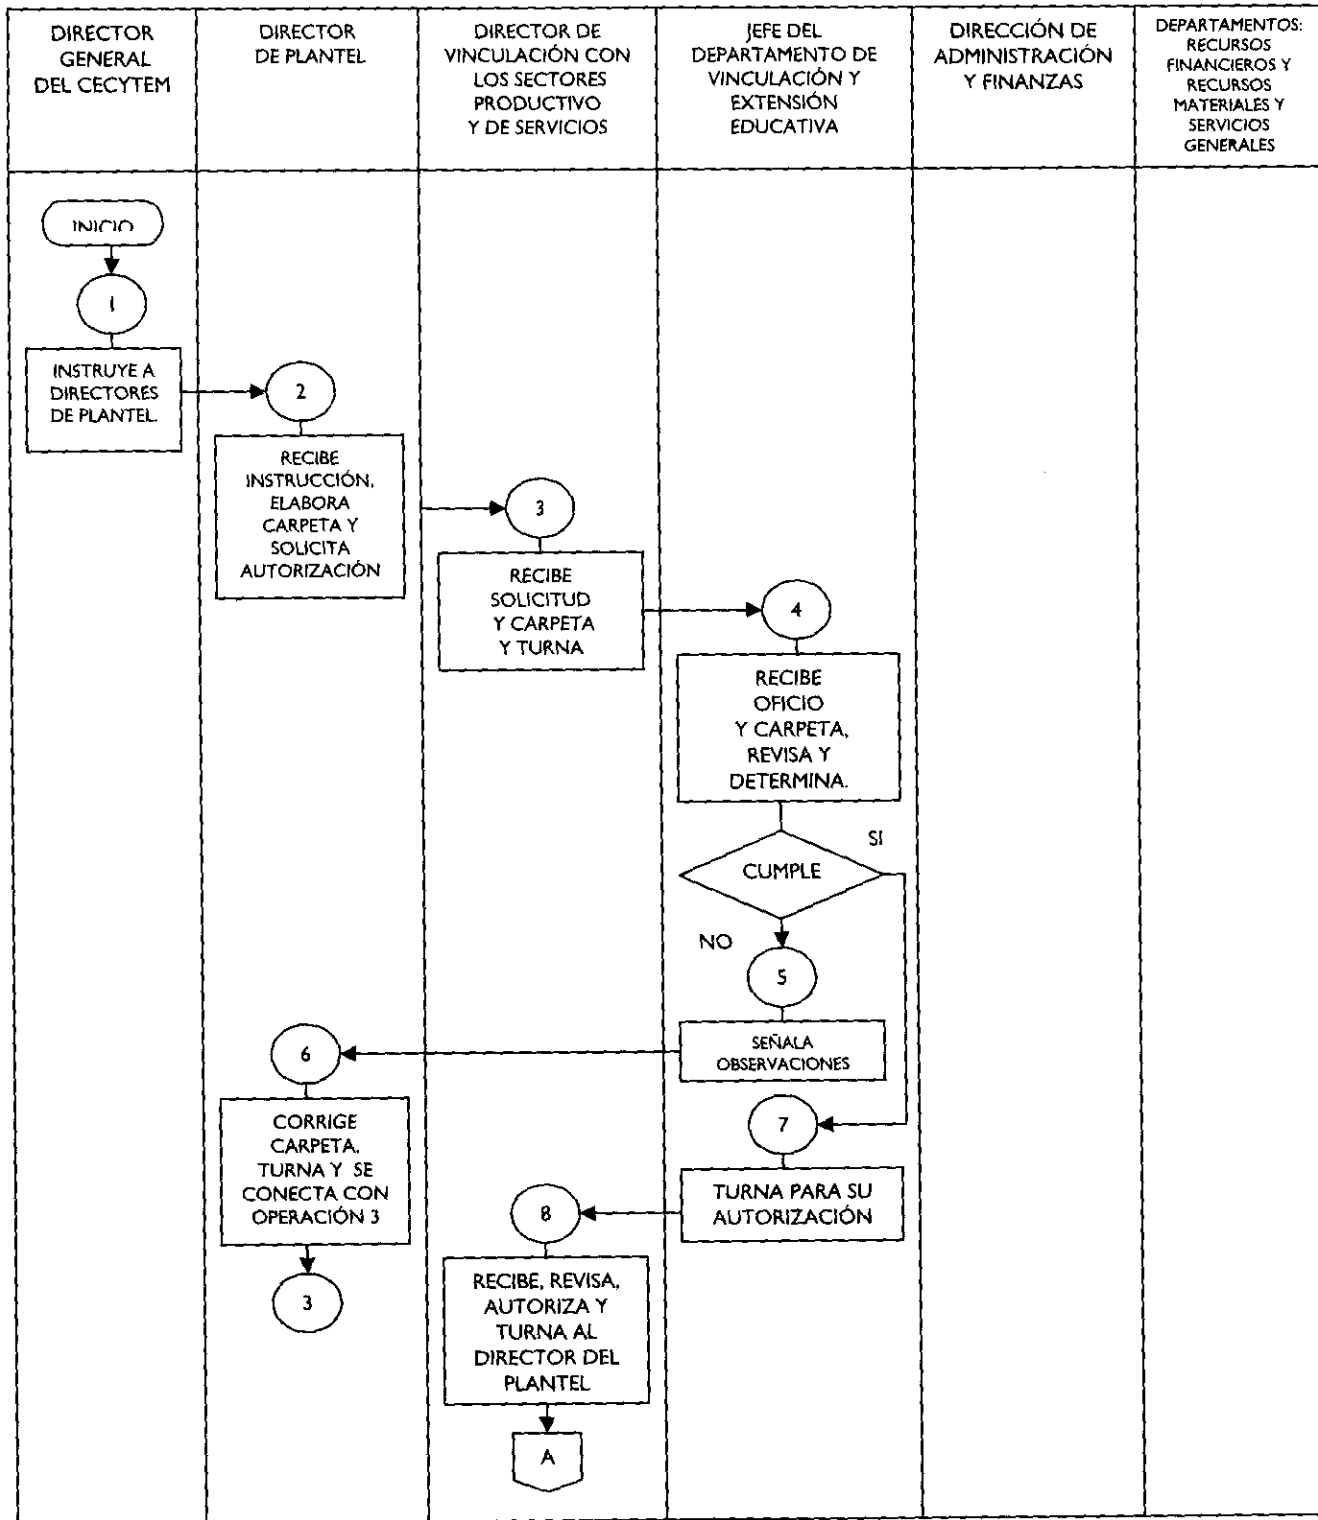 DIRECTOR
GENERAL
DEL CECYTEM
DIRECTOR
DE PLANTEL
DIRECTOR DE
VINCULACIÓN CON
LOS SECTORES
PRODUCTIVO
Y DE SERVICIOS
JEFE DEL
DEPARTAMENTO DE
VINCULACIÓN Y
EXTENSIÓN
EDUCATIVA
DIRECCIÓN DE
ADMINISTRACIÓN
Y FINANZAS
DEPARTAMENTOS:
RECURSOS
FINANCIEROS Y
RECURSOS
MATERIALES Y
SERVICIOS
GENERALES
INICIO
1
INSTRUYE A
DIRECTORES
DE PLANTEL.
2
RECIBE
INSTRUCCIÓN,
ELABORA
CARPETA Y
SOLICITA
AUTORIZACIÓN
3
RECIBE
SOLICITUD
Y CARPETA
Y TURNA
4
RECIBE
OFICIO
Y CARPETA,
REVISA Y
DETERMINA.
CUMPLE
SI
NO
5
SEÑALA
OBSERVACIONES
6
CORRIGE
CARPETA,
TURNA Y SE
CONECTA CON
OPERACIÓN 3
3
7
TURNA PARA SU
AUTORIZACIÓN
8
RECIBE, REVISA,
AUTORIZA Y
TURNA AL
DIRECTOR DEL
PLANTEL
A